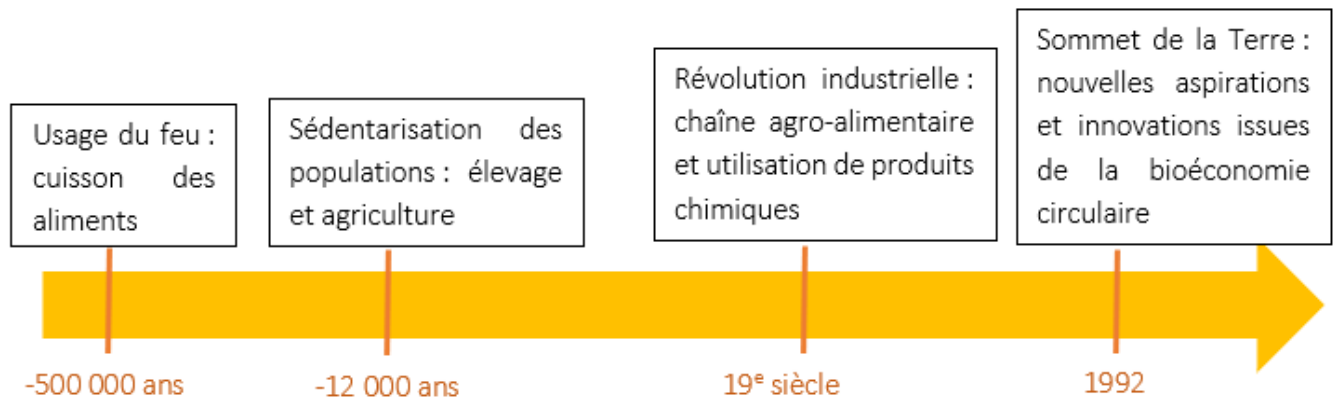 Usage du feu :
cuisson des
aliments
Sédentarisation des
populations : élevage
et agriculture
Révolution industrielle :
chaîne agro-alimentaire
et utilisation de produits
chimiques
Sommet de la Terre :
nouvelles aspirations
et innovations issues
de la bioéconomie
circulaire
-500 000 ans
-12 000 ans
19e siècle
1992